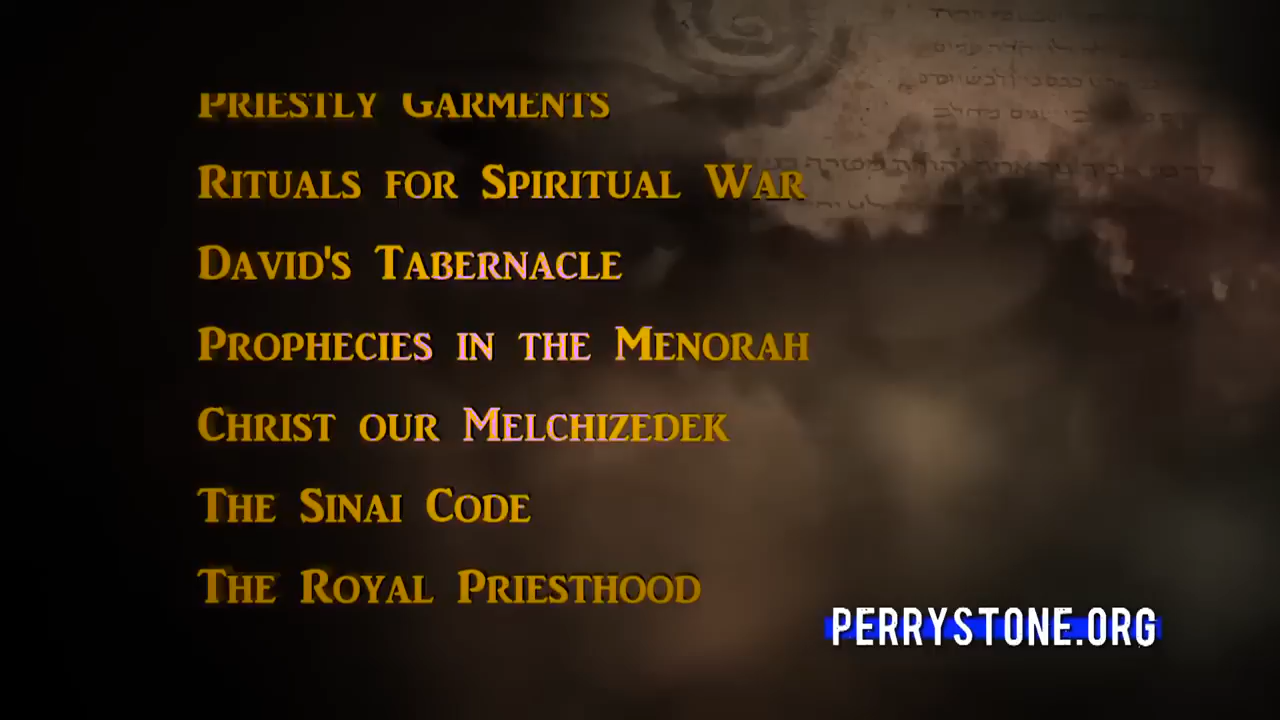 Priestly Garments
Rituals for Spiritual War
David's Tabernacle
Prophecies in the Menorah
Christ our Melchizedek
The Sinai Code
The Royal Priesthood
PERRYSTONE.ORG